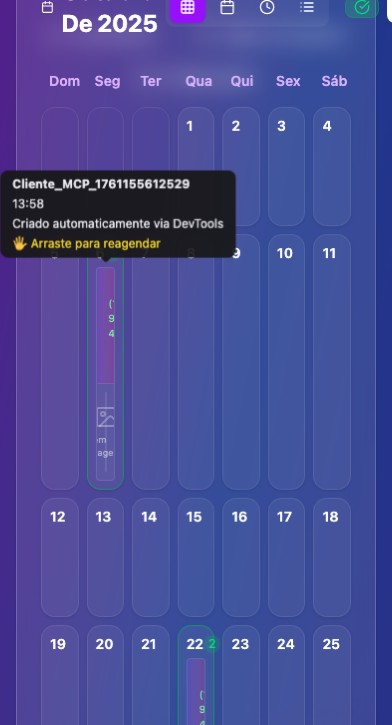 De 2025
Dom Seg Ter Qua Qui Sex Sáb
1 2 3 4
Cliente_MCP_1761155612529
13:58
Criado automaticamente via DevTools
🖐 Arraste para reagendar
9 10 11
(
9
4
m
age
12 13 14 15 16 17 18
19 20 21 22 2 23 24 25
(
9
4